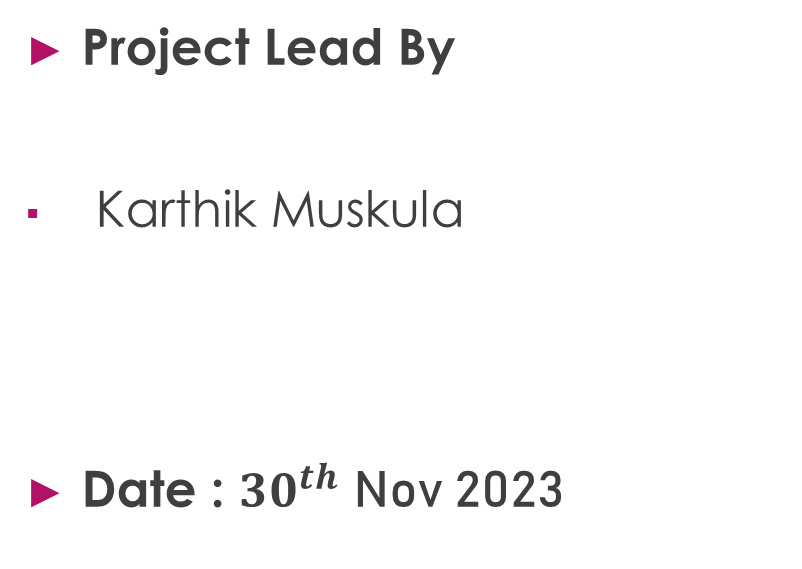 ► Project Lead By
▪ Karthik Muskula
► Date : 30ᵗʰ Nov 2023